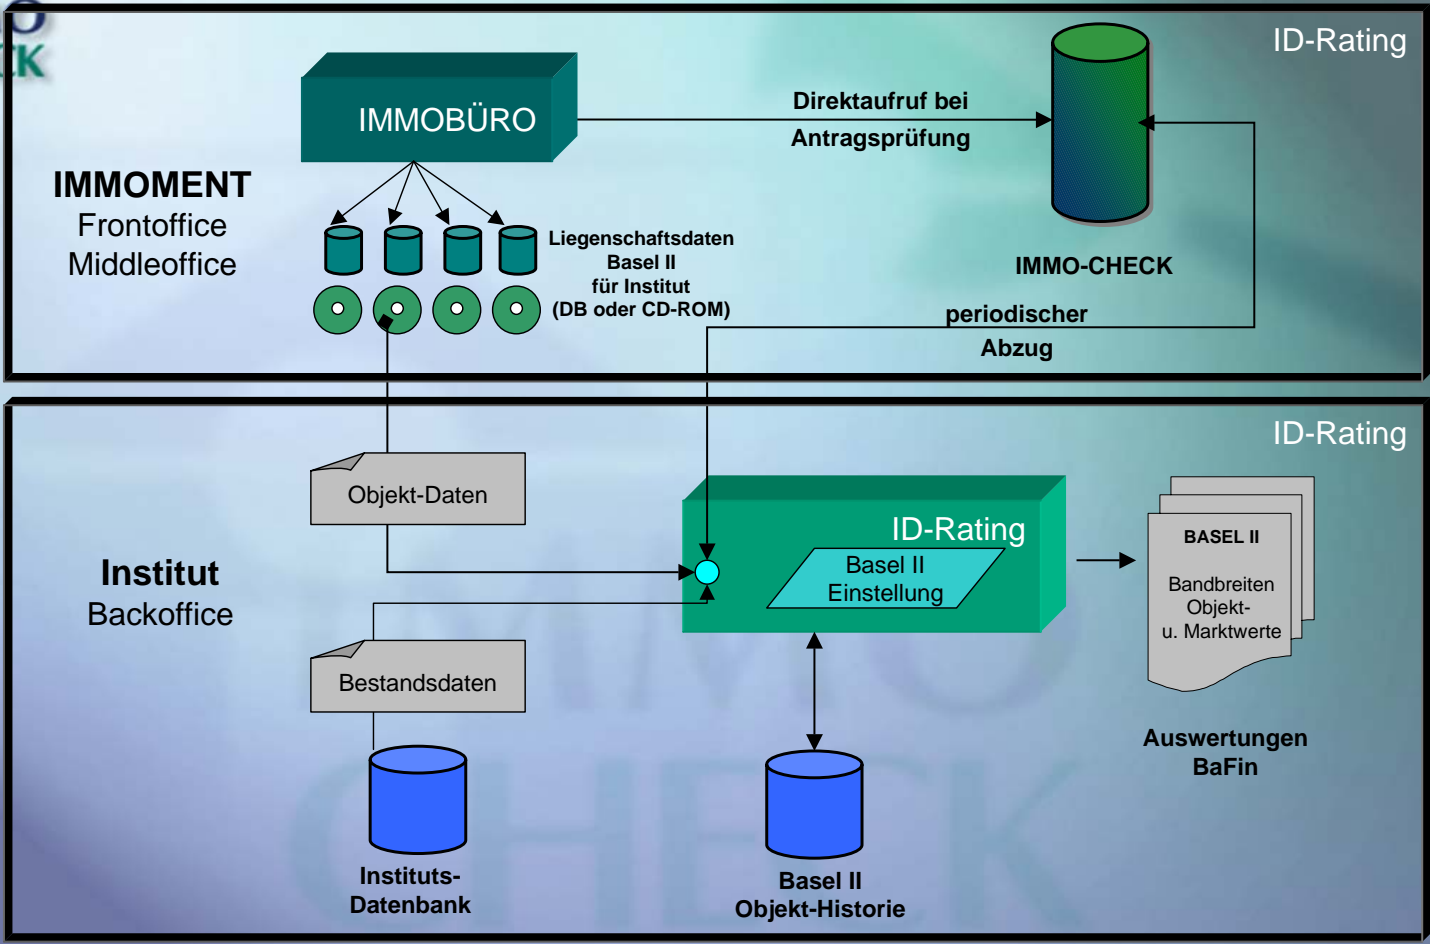 ID-Rating
IMMOBÜRO
Direktaufruf bei
Antragsprüfung
IMMOMENT
Frontoffice
Middleoffice
Liegenschaftsdaten
Basel II
für Institut
(DB oder CD-ROM)
IMMO-CHECK
periodischer
Abzug
ID-Rating
Objekt-Daten
ID-Rating
Basel II
Einstellung
BASEL II
Bandbreiten
Objekt-
u. Marktwerte
Institut
Backoffice
Bestandsdaten
Auswertungen
BaFin
Instituts-
Datenbank
Basel II
Objekt-Historie
IMMO
CHECK